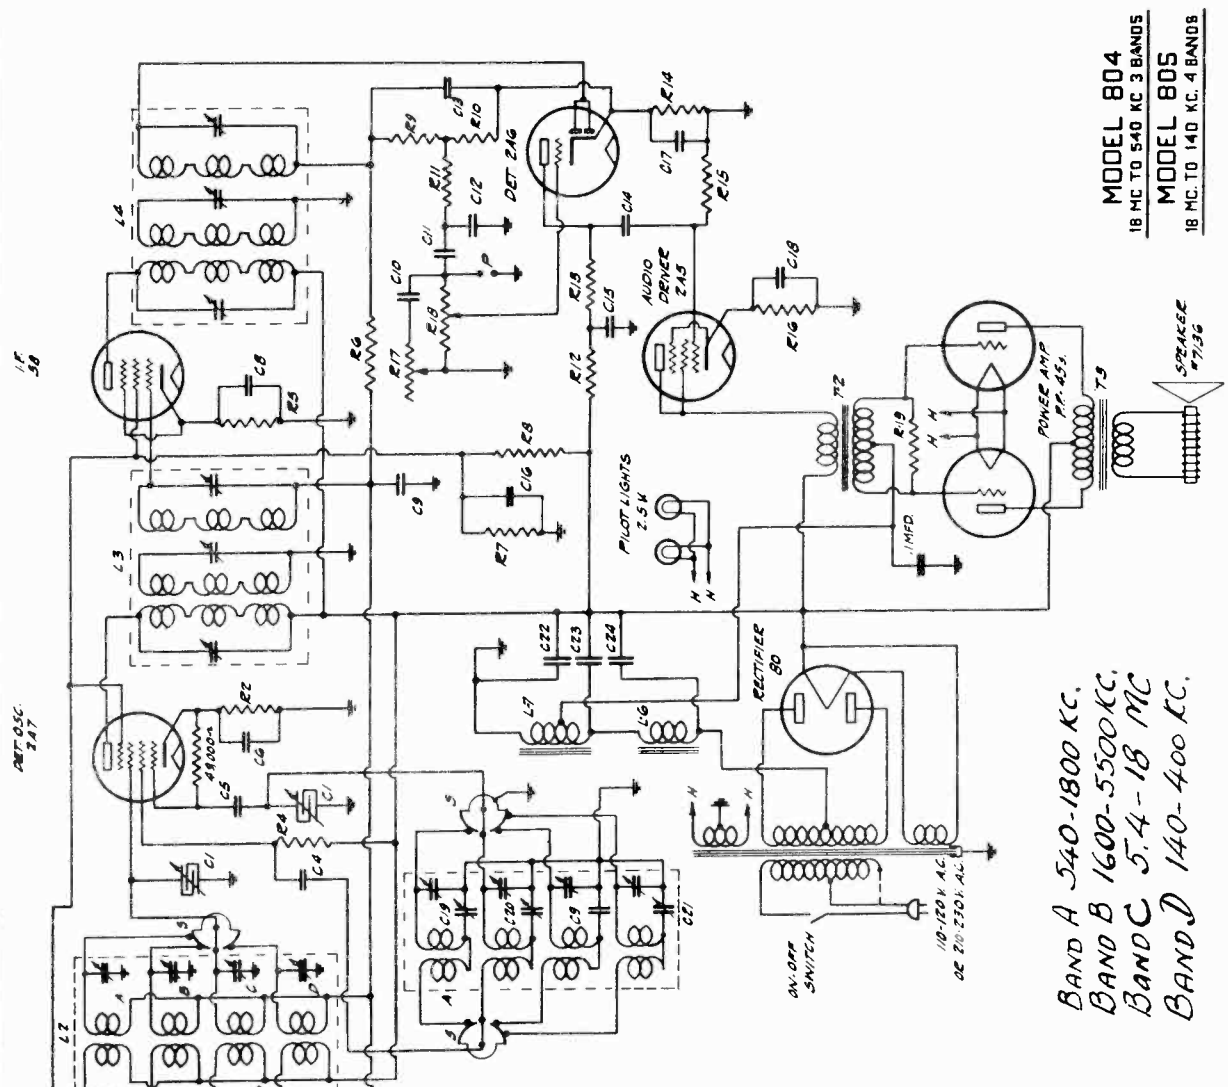 MODEL 804
18 MC TO 540 KC 3 BANDS
MODEL 805
18 MC. TO 140 KC. 4 BANDS
I.F.
58
L4
C13
R9
R10
R11
C12
DET 2A6
R14
C17
R15
C14
C11
C10
P
R18
R17
R6
C8
R5
R13
C15
R12
AUDIO
DRIVER
2A5
C18
R16
L3
C9
R8
C16
R7
PILOT LIGHTS
2.5 V.
H
H
T2
R19
H
H
POWER AMP
P.P. 45s.
T3
SPEAKER
#7136
.1 MFD.
DET OSC.
2A7
R2
C6
49000ω
C5
C1
R4
C4
C1
C22
C23
C24
L7
L6
RECTIFIER
80
H
H
S
S
S
C19
C20
C9
C21
A
L2
A
B
C
D
ON.OFF
SWITCH
110-120 V. A.C.
OR 210-230 V. A.C.
BAND A 540-1800 KC.
BAND B 1600-5500 KC.
BAND C 5.4-18 MC
BAND D 140-400 KC.